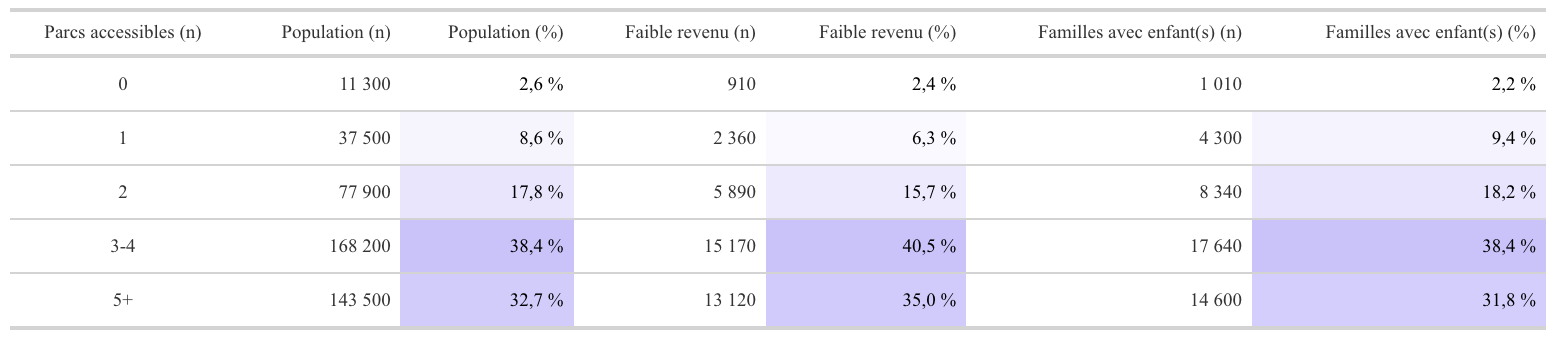 Parcs accessibles (n) Population (n) Population (%) Faible revenu (n) Faible revenu (%) Familles avec enfant(s) (n) Familles avec enfant(s) (%)
0 11 300 2,6 % 910 2,4 % 1 010 2,2 %
1 37 500 8,6 % 2 360 6,3 % 4 300 9,4 %
2 77 900 17,8 % 5 890 15,7 % 8 340 18,2 %
3-4 168 200 38,4 % 15 170 40,5 % 17 640 38,4 %
5+ 143 500 32,7 % 13 120 35,0 % 14 600 31,8 %